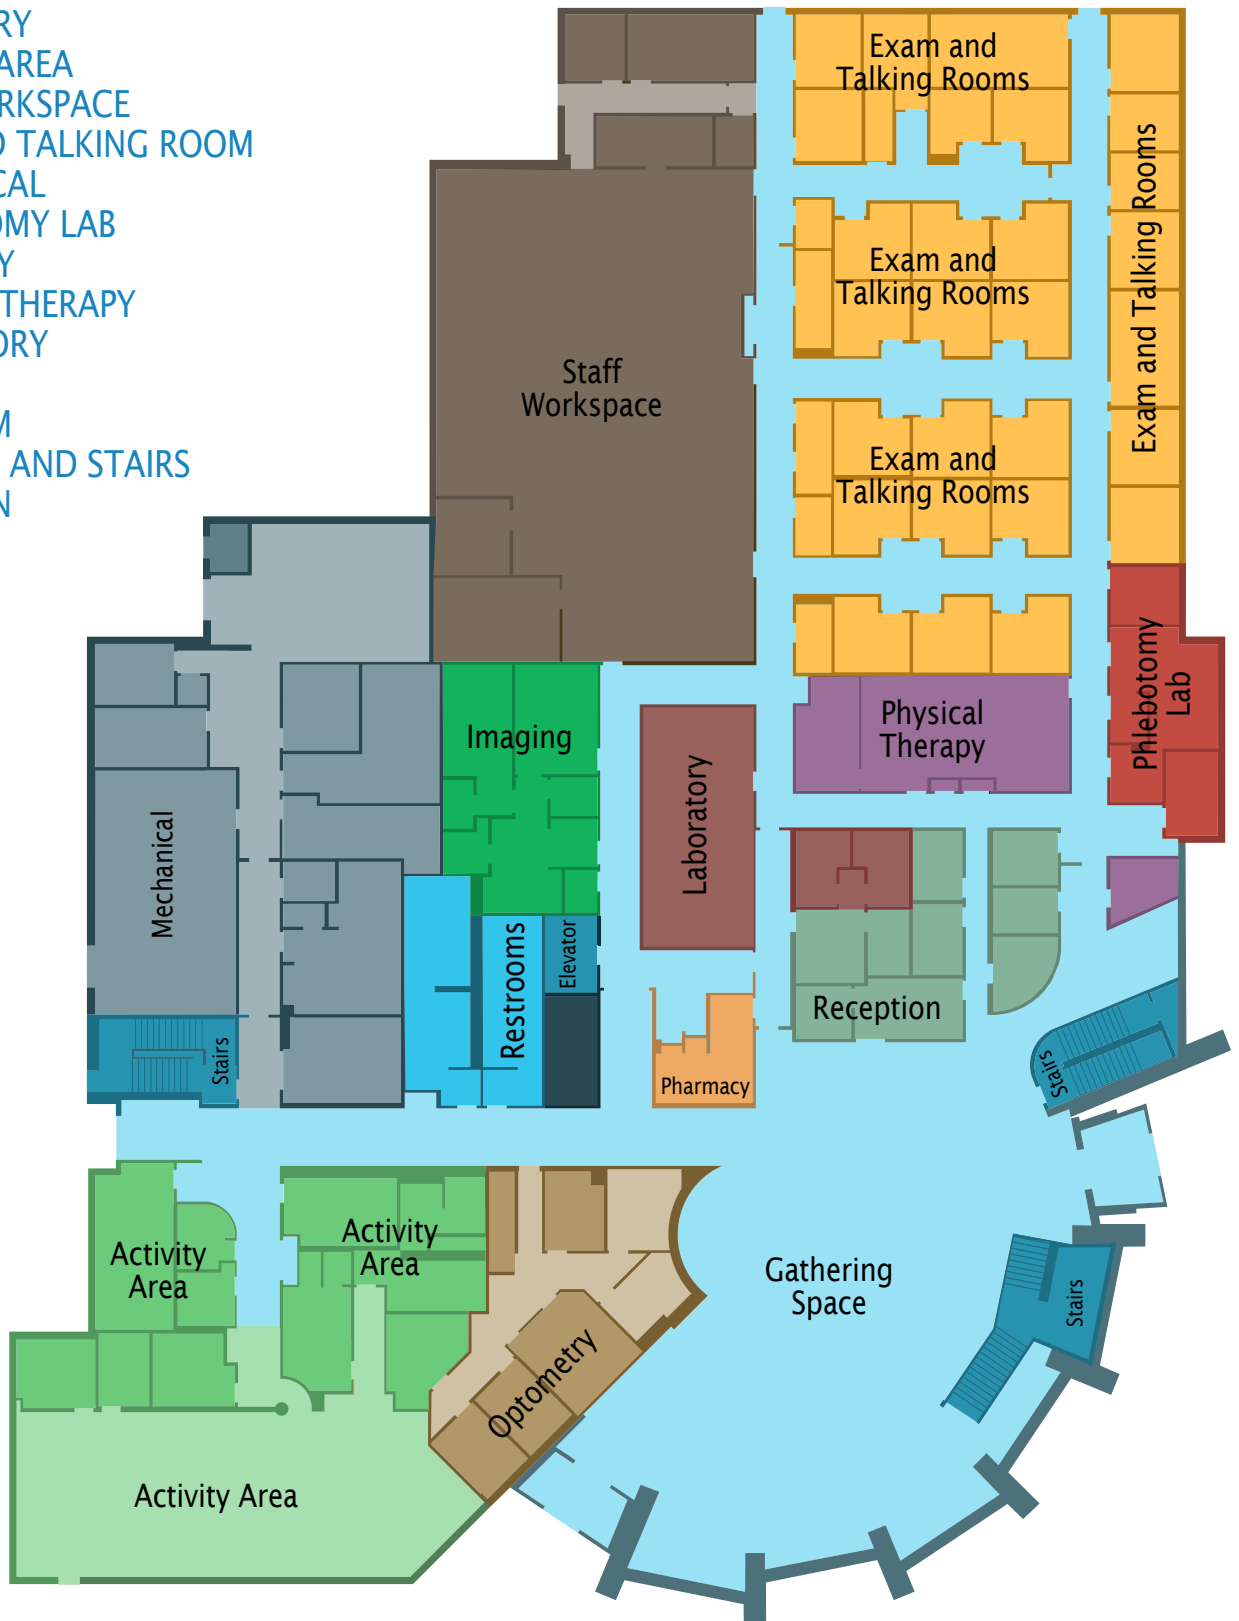 RY
AREA
RKSPACE
D TALKING ROOM
CAL
OMY LAB
Y
THERAPY
ORY
M
AND STAIRS
N
Exam and
Talking Rooms
Exam and Talking Rooms
Exam and
Talking Rooms
Staff
Workspace
Exam and
Talking Rooms
Phlebotomy
Lab
Physical
Therapy
Imaging
Laboratory
Mechanical
Restrooms
Elevator
Reception
Stairs
Stairs
Pharmacy
Activity
Area
Activity
Area
Gathering
Space
Stairs
Optometry
Activity Area